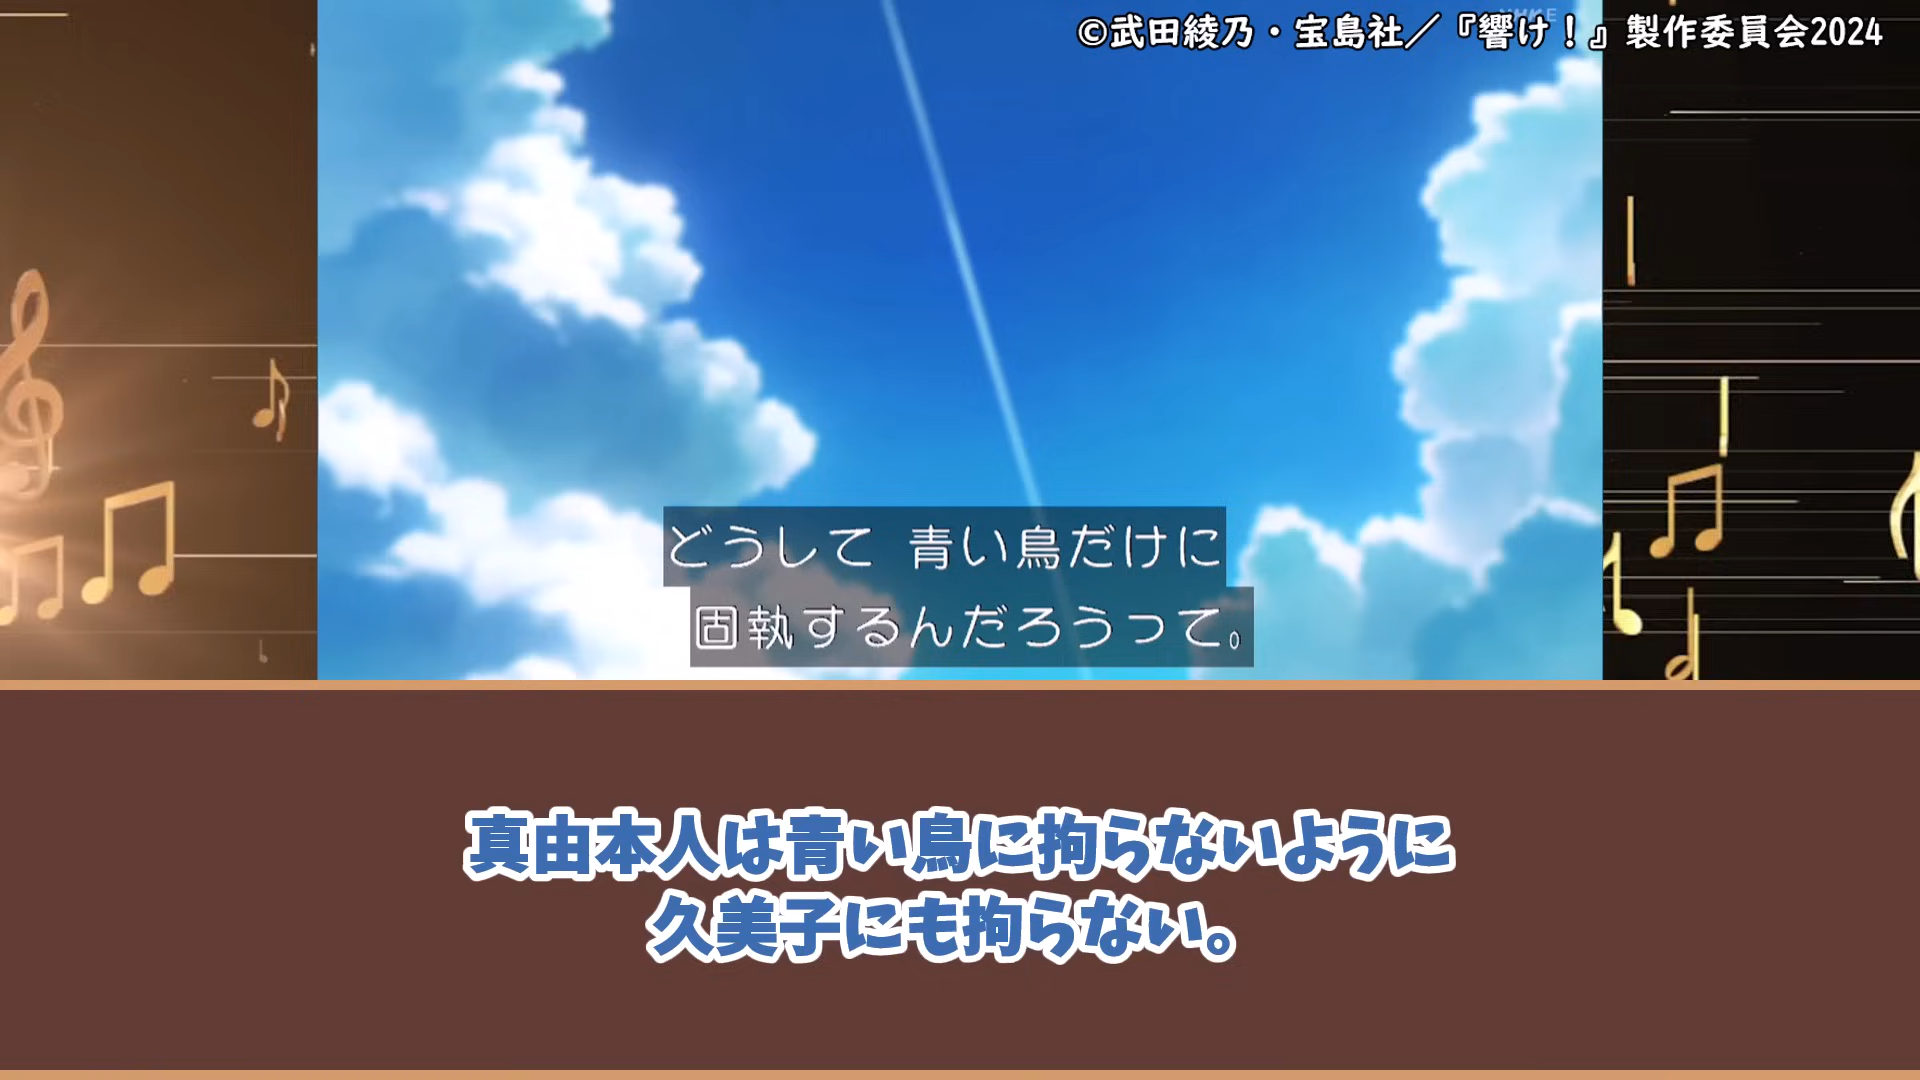 ©武田綾乃・宝島社／『響け！』製作委員会2024
どうして 青い鳥だけに
固執するんだろうって。
真由本人は青い鳥に拘らないように
久美子にも拘らない。